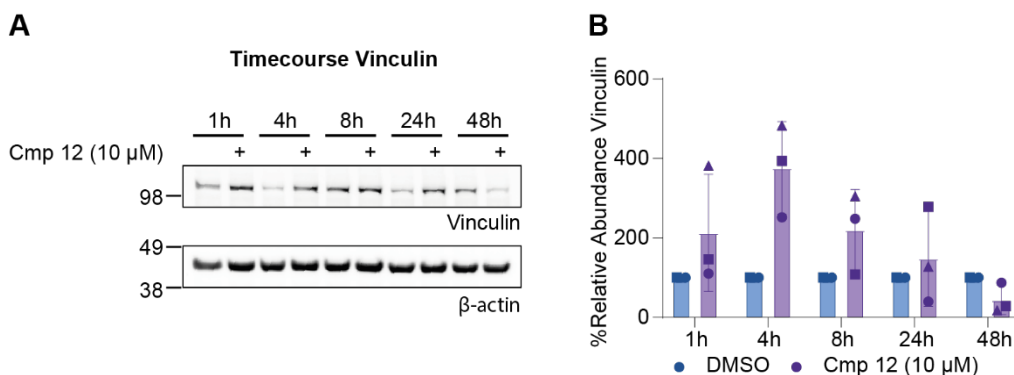 A
Timecourse Vinculin
1h 4h 8h 24h 48h
Cmp 12 (10 µM) + + + + +
98
Vinculin
49
38
β-actin
B
%Relative Abundance Vinculin
600
400
200
0
1h 4h 8h 24h 48h
DMSO Cmp 12 (10 µM)